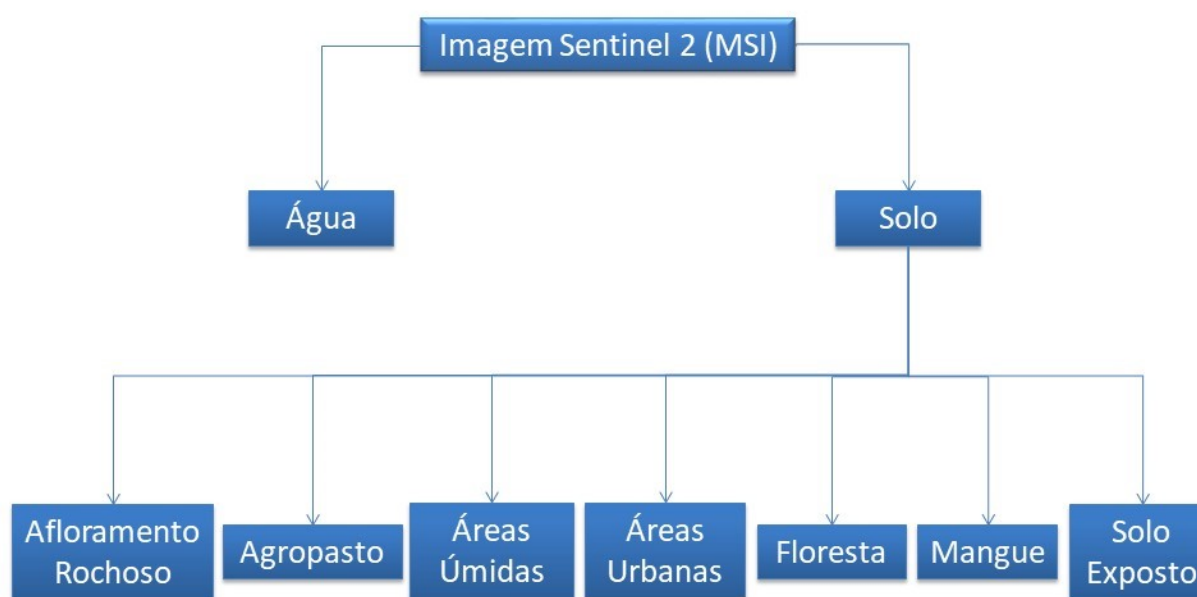 Imagem Sentinel 2 (MSI)
Água
Solo
Afloramento
Rochoso
Agropasto
Áreas
Úmidas
Áreas
Urbanas
Floresta
Mangue
Solo
Exposto